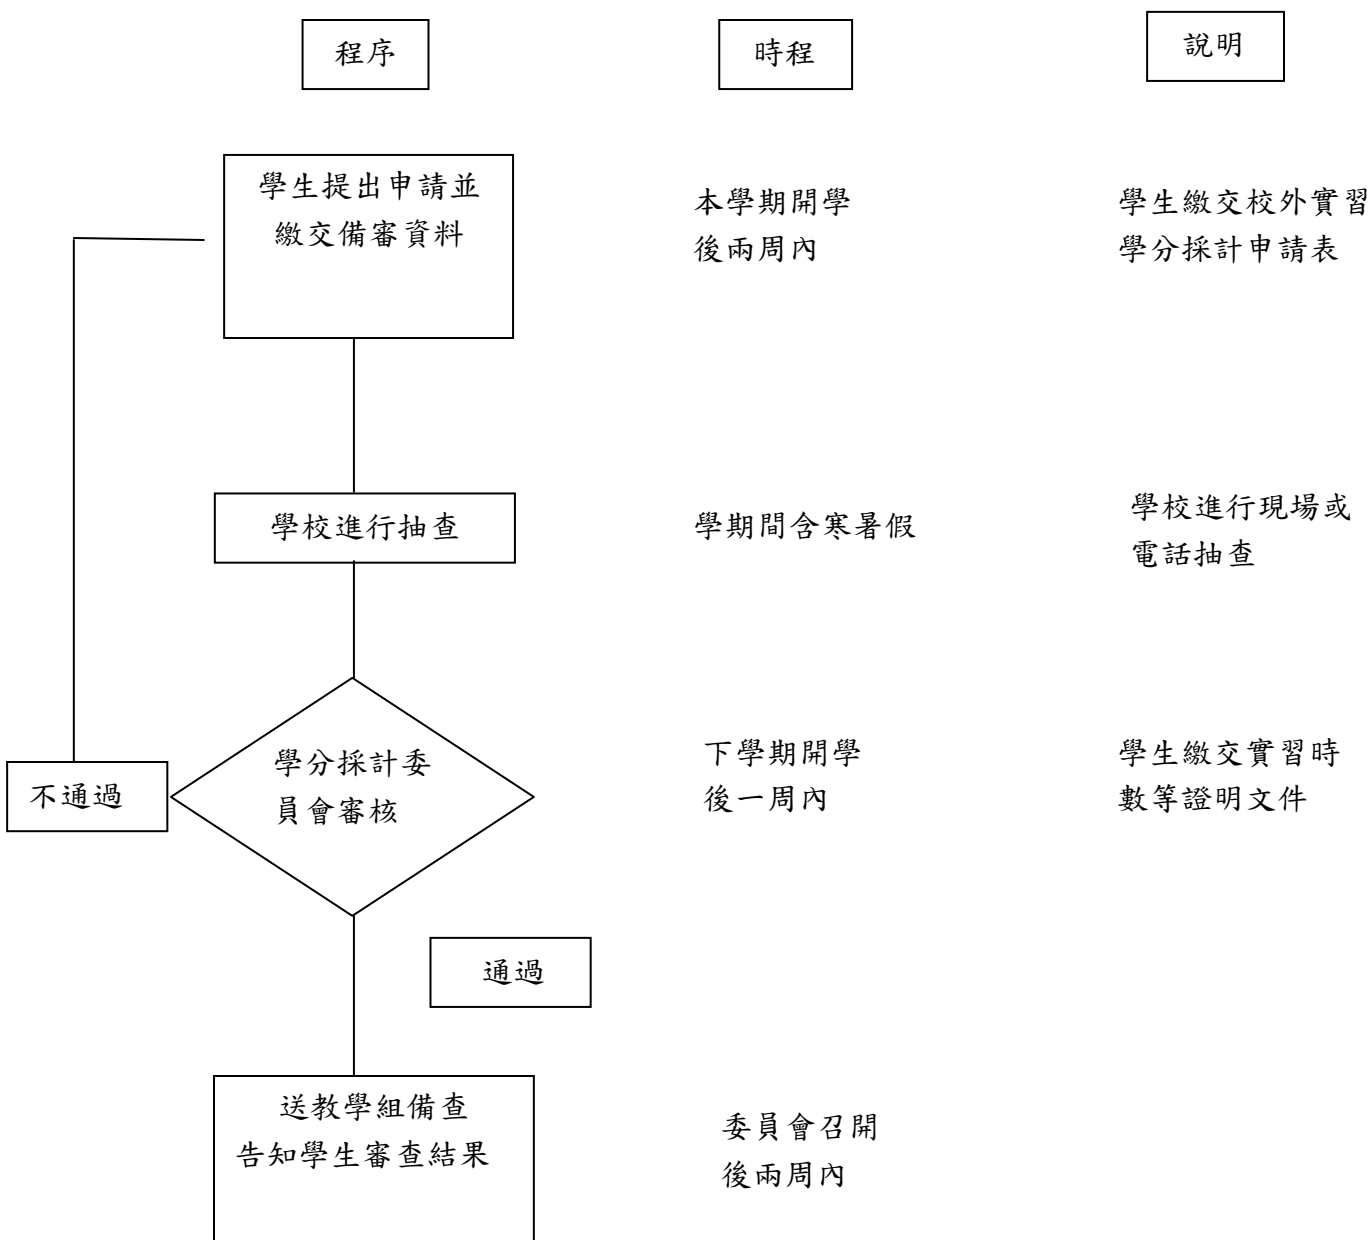 程序
時程
說明
學生提出申請並
繳交備審資料
本學期開學
後兩周內
學生繳交校外實習
學分採計申請表
學校進行抽查
學期間含寒暑假
學校進行現場或
電話抽查
不通過
學分採計委
員會審核
下學期開學
後一周內
學生繳交實習時
數等證明文件
通過
送教學組備查
告知學生審查結果
委員會召開
後兩周內